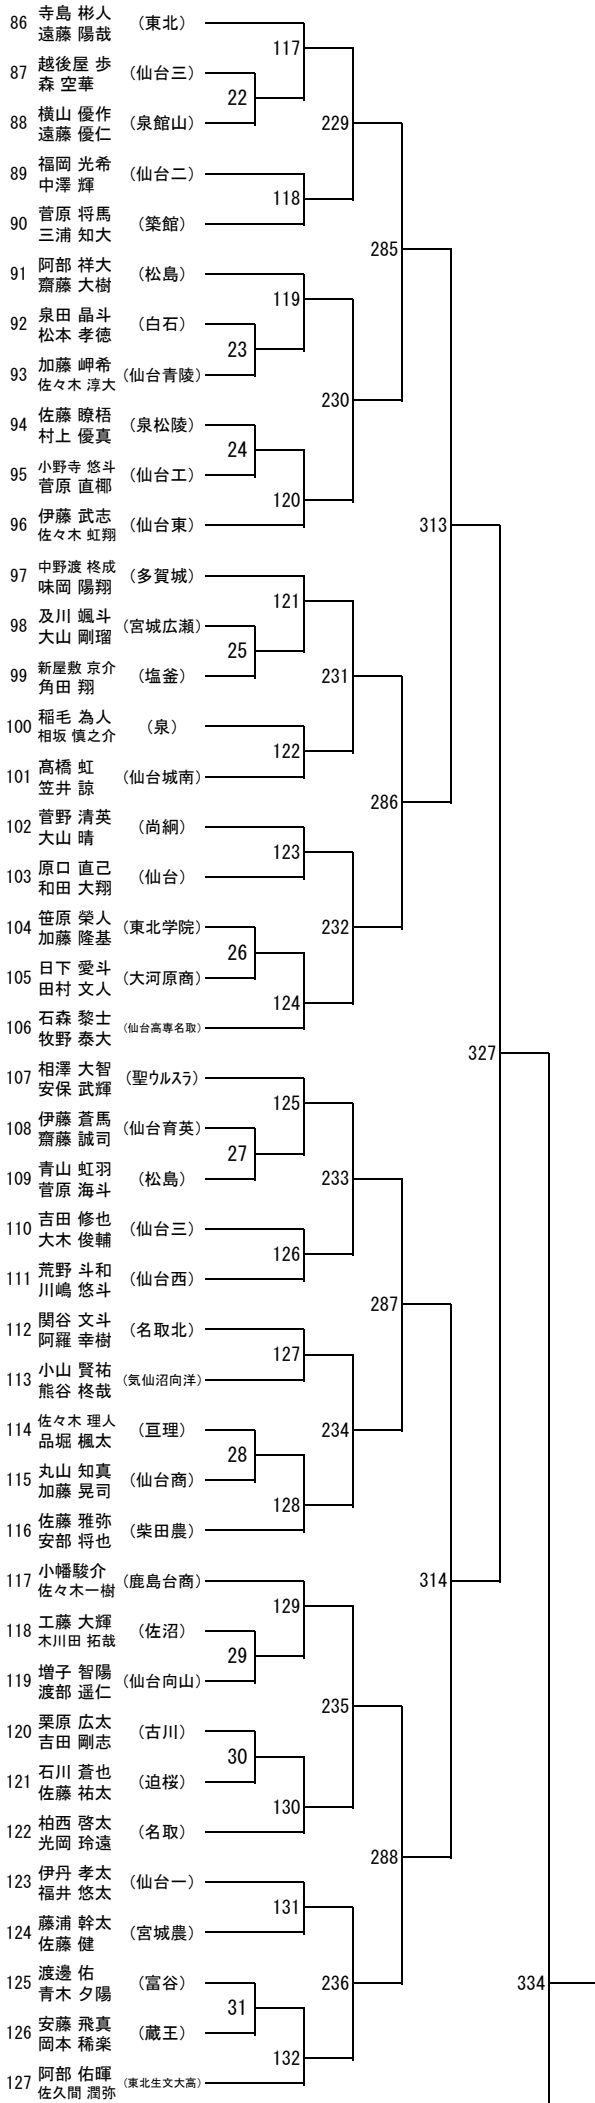 86 寺島 彬人 (東北)
遠藤 陽哉
117
87 越後屋 歩 (仙台三)
森 空華
22
88 横山 優作 (泉館山)
遠藤 優仁
229
89 福岡 光希 (仙台二)
中澤 輝
118
90 菅原 将馬 (築館)
三浦 知大
285
91 阿部 祥大 (松島)
齋藤 大樹
119
92 泉田 晶斗 (白石)
松本 孝徳
23
93 加藤 岬希 (仙台青陵)
佐々木 淳大
230
94 佐藤 瞭梧 (泉松陵)
村上 優真
24
95 小野寺 悠斗 (仙台工)
菅原 直梛
120
96 伊藤 武志 (仙台東)
佐々木 虹翔
313
97 中野渡 柊成 (多賀城)
味岡 陽翔
121
98 及川 颯斗 (宮城広瀬)
大山 剛瑠
25
99 新屋敷 京介 (塩釜)
角田 翔
231
100 稲毛 為人 (泉)
相坂 慎之介
122
101 髙橋 虹 (仙台城南)
笠井 諒
286
102 菅野 清英 (尚絅)
大山 晴
123
103 原口 直己 (仙台)
和田 大翔
104 笹原 榮人 (東北学院)
加藤 隆基
232
26
105 日下 愛斗 (大河原商)
田村 文人
124
106 石森 黎士 (仙台高専名取)
牧野 泰大
327
107 相澤 大智 (聖ウルスラ)
安保 武輝
125
108 伊藤 蒼馬 (仙台育英)
齋藤 誠司
27
109 青山 虹羽 (松島)
菅原 海斗
233
110 吉田 修也 (仙台三)
大木 俊輔
126
111 荒野 斗和 (仙台西)
川嶋 悠斗
287
112 関谷 文斗 (名取北)
阿羅 幸樹
127
113 小山 賢祐 (気仙沼向洋)
熊谷 柊哉
114 佐々木 理人 (亘理)
品堀 楓太
234
28
115 丸山 知真 (仙台商)
加藤 晃司
128
116 佐藤 雅弥 (柴田農)
安部 将也
314
117 小幡駿介 (鹿島台商)
佐々木一樹
129
118 工藤 大輝 (佐沼)
木川田 拓哉
29
119 増子 智陽 (仙台向山)
渡部 遥仁
235
120 栗原 広太 (古川)
吉田 剛志
30
121 石川 蒼也 (迫桜)
佐藤 祐太
130
122 柏西 啓太 (名取)
光岡 玲遠
288
123 伊丹 孝太 (仙台一)
福井 悠太
131
124 藤浦 幹太 (宮城農)
佐藤 健
125 渡邊 佑 (富谷)
青木 夕陽
236
334
31
126 安藤 飛真 (蔵王)
岡本 稀楽
132
127 阿部 佑暉 (東北生文大高)
佐久間 潤弥